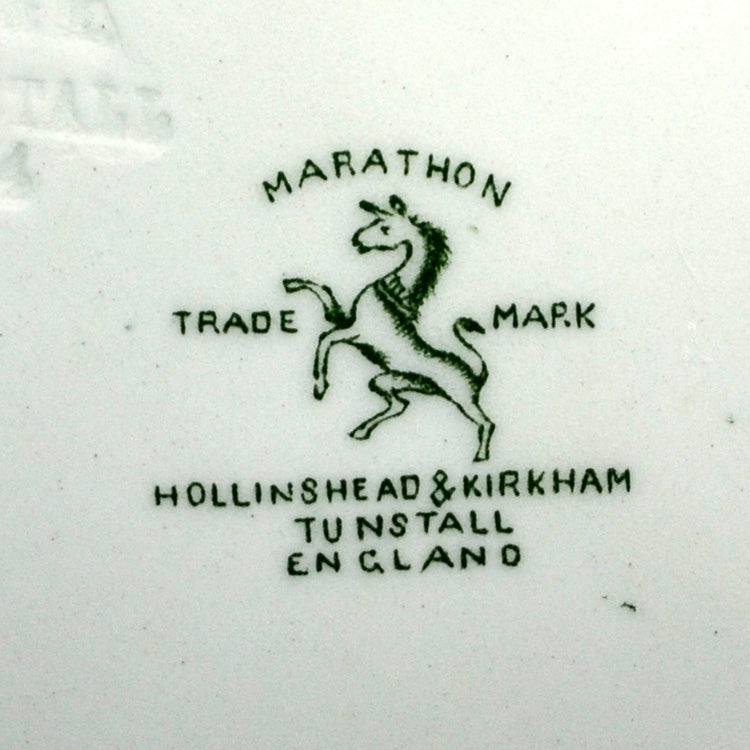 MARATHON
TRADE MARK
HOLLINSHEAD & KIRKHAM
TUNSTALL
ENGLAND